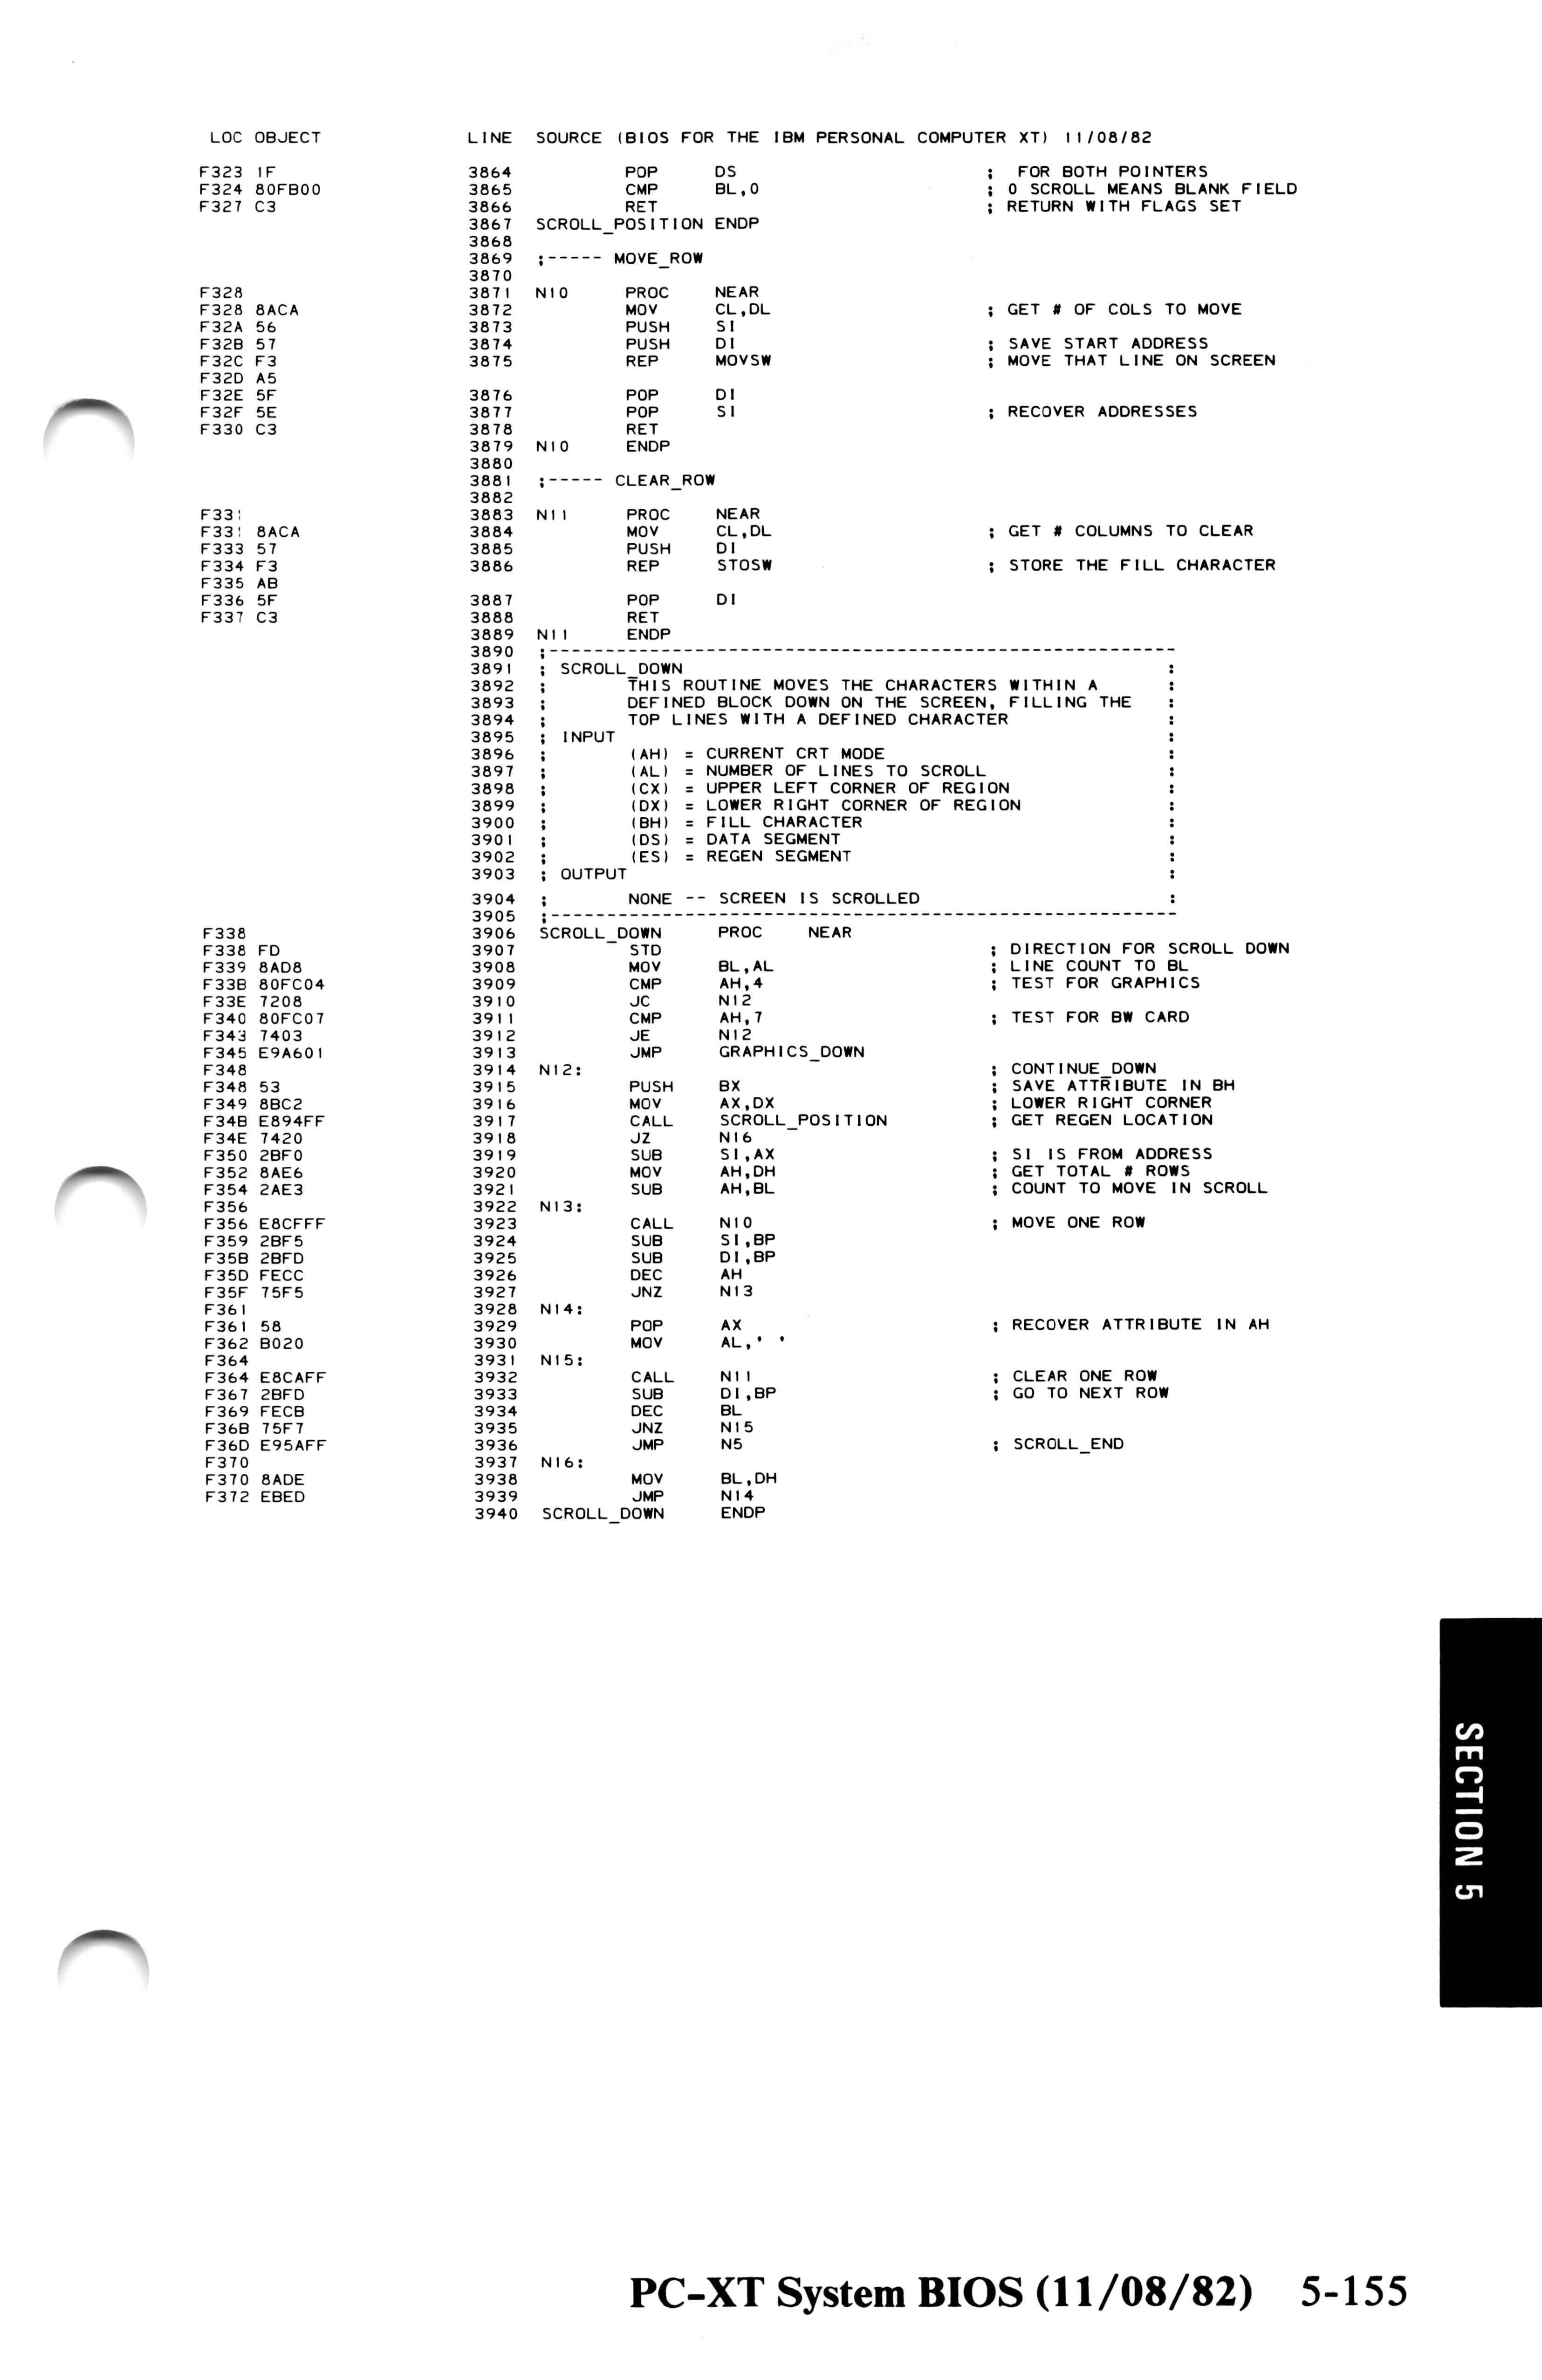 LOC OBJECT LINE SOURCE (BIOS FOR THE IBM PERSONAL COMPUTER XT) 11/08/82
F323 1F 3864 POP DS ; FOR BOTH POINTERS
F324 80FB00 3865 CMP BL,0 ; 0 SCROLL MEANS BLANK FIELD
F327 C3 3866 RET ; RETURN WITH FLAGS SET
3867 SCROLL_POSITION ENDP
3868
3869 ;----- MOVE_ROW
3870
F328 3871 N10 PROC NEAR
F328 8ACA 3872 MOV CL,DL ; GET # OF COLS TO MOVE
F32A 56 3873 PUSH SI
F32B 57 3874 PUSH DI ; SAVE START ADDRESS
F32C F3 3875 REP MOVSW ; MOVE THAT LINE ON SCREEN
F32D A5
F32E 5F 3876 POP DI
F32F 5E 3877 POP SI ; RECOVER ADDRESSES
F330 C3 3878 RET
3879 N10 ENDP
3880
3881 ;----- CLEAR_ROW
3882
F331 3883 N11 PROC NEAR
F331 8ACA 3884 MOV CL,DL ; GET # COLUMNS TO CLEAR
F333 57 3885 PUSH DI
F334 F3 3886 REP STOSW ; STORE THE FILL CHARACTER
F335 AB
F336 5F 3887 POP DI
F337 C3 3888 RET
3889 N11 ENDP
3890 ;--------------------------------------------------------
3891 ; SCROLL_DOWN :
3892 ; THIS ROUTINE MOVES THE CHARACTERS WITHIN A :
3893 ; DEFINED BLOCK DOWN ON THE SCREEN, FILLING THE :
3894 ; TOP LINES WITH A DEFINED CHARACTER :
3895 ; INPUT :
3896 ; (AH) = CURRENT CRT MODE :
3897 ; (AL) = NUMBER OF LINES TO SCROLL :
3898 ; (CX) = UPPER LEFT CORNER OF REGION :
3899 ; (DX) = LOWER RIGHT CORNER OF REGION :
3900 ; (BH) = FILL CHARACTER :
3901 ; (DS) = DATA SEGMENT :
3902 ; (ES) = REGEN SEGMENT :
3903 ; OUTPUT :
3904 ; NONE -- SCREEN IS SCROLLED :
3905 ;--------------------------------------------------------
F338 3906 SCROLL_DOWN PROC NEAR
F338 FD 3907 STD ; DIRECTION FOR SCROLL DOWN
F339 8AD8 3908 MOV BL,AL ; LINE COUNT TO BL
F33B 80FC04 3909 CMP AH,4 ; TEST FOR GRAPHICS
F33E 7208 3910 JC N12
F340 80FC07 3911 CMP AH,7 ; TEST FOR BW CARD
F343 7403 3912 JE N12
F345 E9A601 3913 JMP GRAPHICS_DOWN
F348 3914 N12: ; CONTINUE_DOWN
F348 53 3915 PUSH BX ; SAVE ATTRIBUTE IN BH
F349 8BC2 3916 MOV AX,DX ; LOWER RIGHT CORNER
F34B E894FF 3917 CALL SCROLL_POSITION ; GET REGEN LOCATION
F34E 7420 3918 JZ N16
F350 2BF0 3919 SUB SI,AX ; SI IS FROM ADDRESS
F352 8AE6 3920 MOV AH,DH ; GET TOTAL # ROWS
F354 2AE3 3921 SUB AH,BL ; COUNT TO MOVE IN SCROLL
F356 3922 N13:
F356 E8CFFF 3923 CALL N10 ; MOVE ONE ROW
F359 2BF5 3924 SUB SI,BP
F35B 2BFD 3925 SUB DI,BP
F35D FECC 3926 DEC AH
F35F 75F5 3927 JNZ N13
F361 3928 N14:
F361 58 3929 POP AX ; RECOVER ATTRIBUTE IN AH
F362 B020 3930 MOV AL,' '
F364 3931 N15:
F364 E8CAFF 3932 CALL N11 ; CLEAR ONE ROW
F367 2BFD 3933 SUB DI,BP ; GO TO NEXT ROW
F369 FECB 3934 DEC BL
F36B 75F7 3935 JNZ N15
F36D E95AFF 3936 JMP N5 ; SCROLL_END
F370 3937 N16:
F370 8ADE 3938 MOV BL,DH
F372 EBED 3939 JMP N14
3940 SCROLL_DOWN ENDP
SECTION 5
PC-XT System BIOS (11/08/82) 5-155